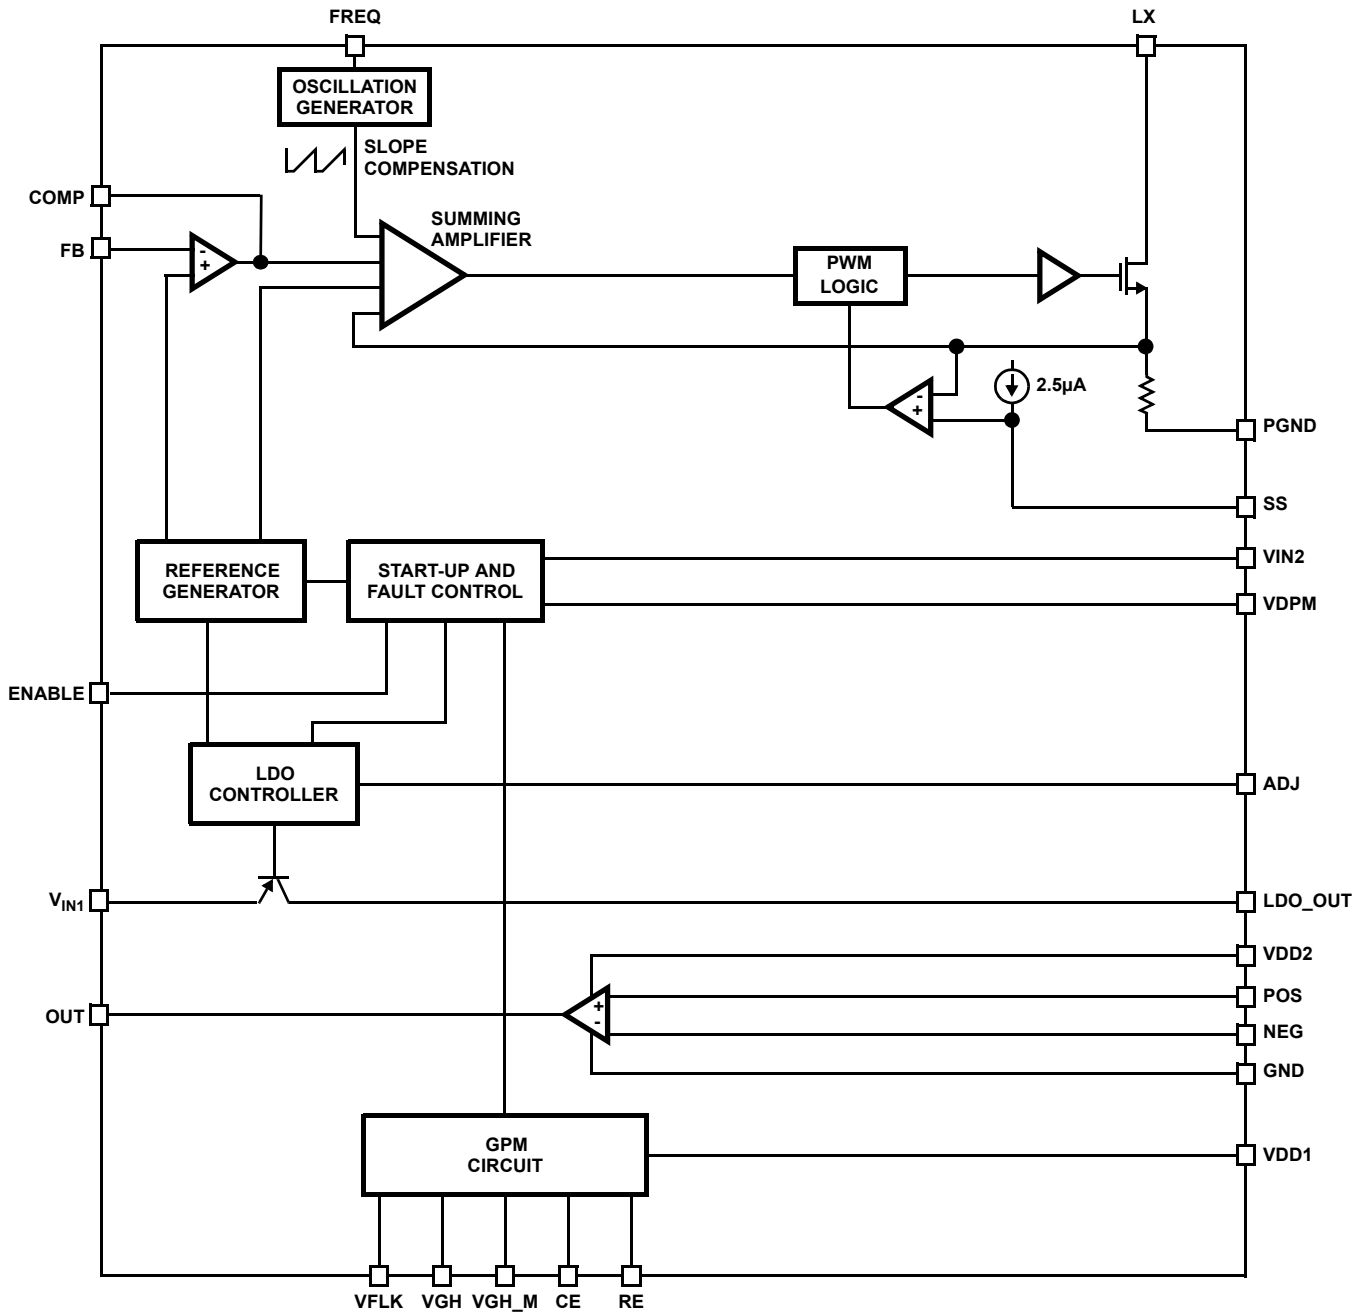 FREQ
LX
OSCILLATION
GENERATOR
SLOPE
COMPENSATION
COMP
SUMMING
AMPLIFIER
FB
-
+
PWM
LOGIC
2.5µA
-
+
PGND
SS
REFERENCE
GENERATOR
START-UP AND
FAULT CONTROL
VIN2
VDPM
ENABLE
LDO
CONTROLLER
ADJ
VIN1
LDO_OUT
VDD2
POS
+
-
OUT
NEG
GND
GPM
CIRCUIT
VDD1
VFLK
VGH
VGH_M
CE
RE